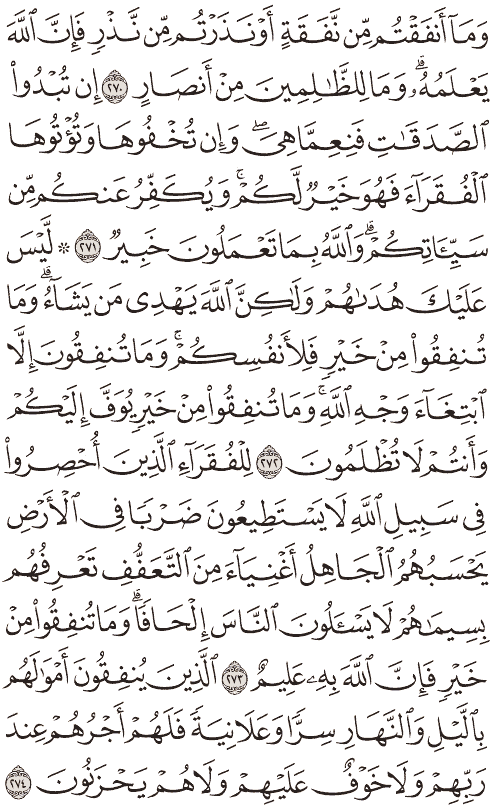 وَمَآ أَنفَقْتُم مِّن نَّفَقَةٍ أَوْ نَذَرْتُم مِّن نَّذْرٍ فَإِنَّ ٱللَّهَ
يَعْلَمُهُۥۗ وَمَا لِلظَّٰلِمِينَ مِنْ أَنصَارٍ ٢٧٠ إِن تُبْدُوا۟
ٱلصَّدَقَٰتِ فَنِعِمَّا هِىَۖ وَإِن تُخْفُوهَا وَتُؤْتُوهَا
ٱلْفُقَرَآءَ فَهُوَ خَيْرٌ لَّكُمْۚ وَيُكَفِّرُ عَنكُم مِّن
سَيِّـَٔاتِكُمْۗ وَٱللَّهُ بِمَا تَعْمَلُونَ خَبِيرٌ ٢٧١ ۞ لَّيْسَ
عَلَيْكَ هُدَىٰهُمْ وَلَٰكِنَّ ٱللَّهَ يَهْدِى مَن يَشَآءُۗ وَمَا
تُنفِقُوا۟ مِنْ خَيْرٍ فَلِأَنفُسِكُمْۚ وَمَا تُنفِقُونَ إِلَّا
ٱبْتِغَآءَ وَجْهِ ٱللَّهِۚ وَمَا تُنفِقُوا۟ مِنْ خَيْرٍ يُوَفَّ إِلَيْكُمْ
وَأَنتُمْ لَا تُظْلَمُونَ ٢٧٢ لِلْفُقَرَآءِ ٱلَّذِينَ أُحْصِرُوا۟
فِى سَبِيلِ ٱللَّهِ لَا يَسْتَطِيعُونَ ضَرْبًا فِى ٱلْأَرْضِ
يَحْسَبُهُمُ ٱلْجَاهِلُ أَغْنِيَآءَ مِنَ ٱلتَّعَفُّفِ تَعْرِفُهُم
بِسِيمَٰهُمْ لَا يَسْـَٔلُونَ ٱلنَّاسَ إِلْحَافًاۗ وَمَا تُنفِقُوا۟ مِنْ
خَيْرٍ فَإِنَّ ٱللَّهَ بِهِۦ عَلِيمٌ ٢٧٣ ٱلَّذِينَ يُنفِقُونَ أَمْوَٰلَهُم
بِٱلَّيْلِ وَٱلنَّهَارِ سِرًّا وَعَلَانِيَةً فَلَهُمْ أَجْرُهُمْ عِندَ
رَبِّهِمْ وَلَا خَوْفٌ عَلَيْهِمْ وَلَا هُمْ يَحْزَنُونَ ٢٧٤